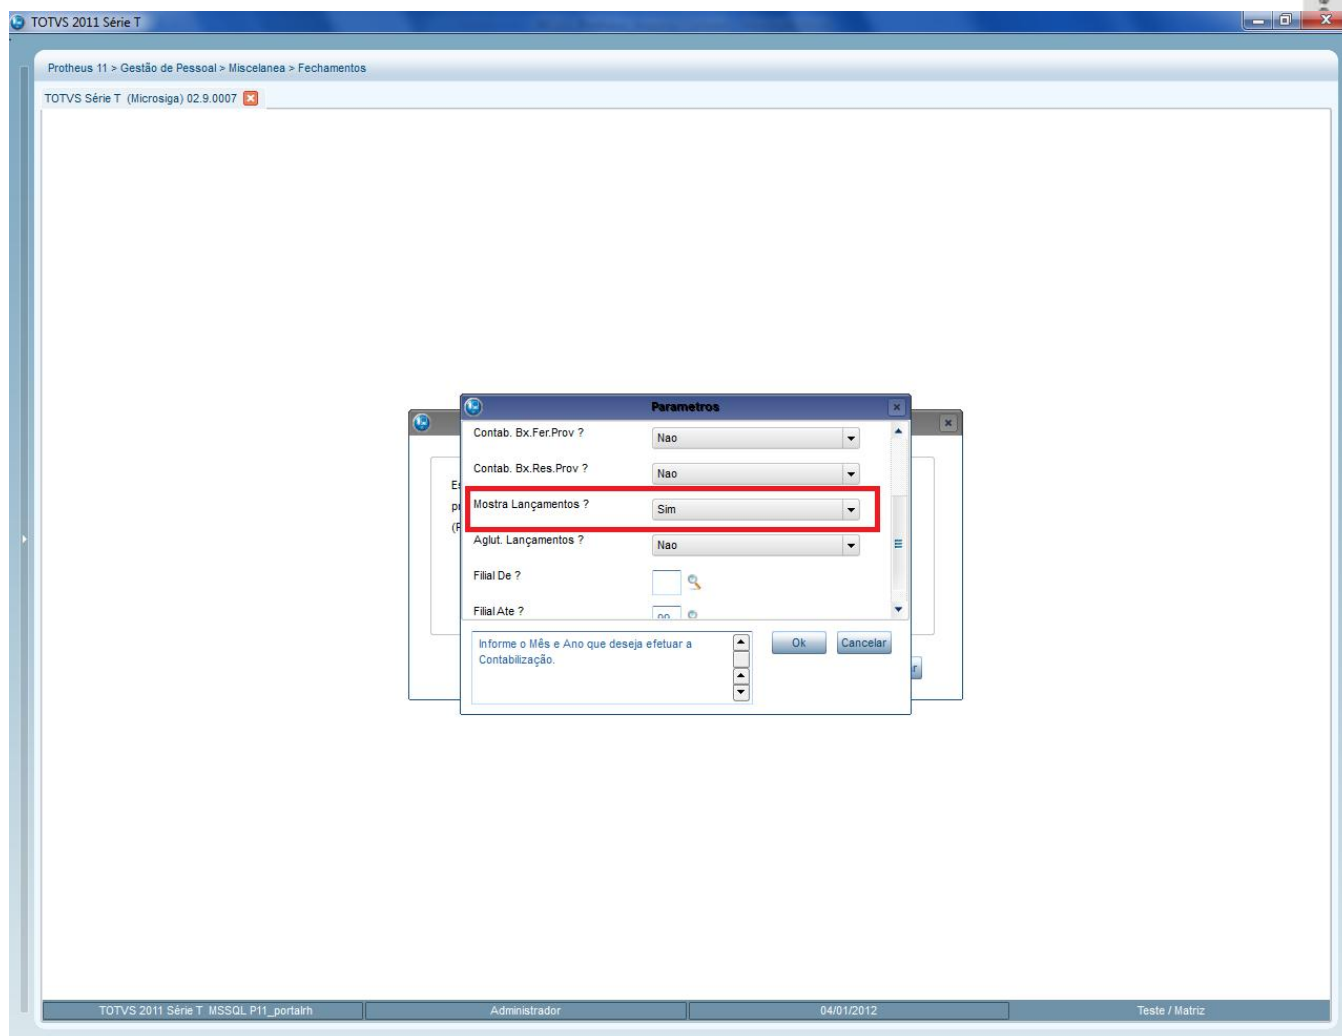 TOTVS 2011 Série T
Protheus 11 > Gestão de Pessoal > Miscelanea > Fechamentos
TOTVS Série T (Microsiga) 02.9.0007
Parametros
Contab. Bx.Fer.Prov ? Nao
Contab. Bx.Res.Prov ? Nao
Mostra Lançamentos ? Sim
Aglut. Lançamentos ? Nao
Filial De ?
Filial Ate ?
Informe o Mês e Ano que deseja efetuar a
Contabilização.
Ok Cancelar
TOTVS 2011 Série T MSSQL P11_portalrh Administrador 04/01/2012 Teste / Matriz